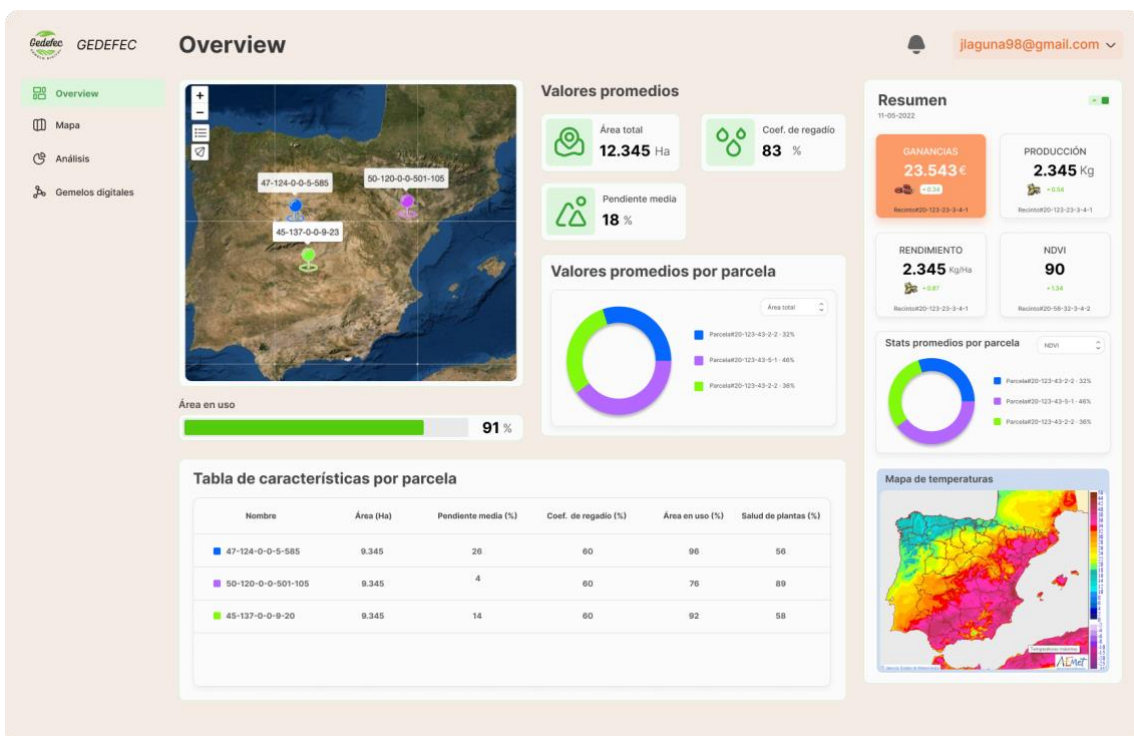 Gedefec
GEDEFEC
Overview
jlaguna98@gmail.com
Overview
Mapa
Análisis
Gemelos digitales
+
−
47-124-0-0-5-585
50-120-0-0-501-105
45-137-0-0-9-23
Área en uso
91 %
Valores promedios
Área total
12.345 Ha
Coef. de regadío
83 %
Pendiente media
18 %
Valores promedios por parcela
Área total
Parcela#20-123-43-2-2 · 32%
Parcela#20-123-43-5-1 · 46%
Parcela#20-123-43-2-2 · 36%
Tabla de características por parcela
Nombre Área (Ha) Pendiente media (%) Coef. de regadío (%) Área en uso (%) Salud de plantas (%)
47-124-0-0-5-585 9.345 26 60 96 56
50-120-0-0-501-105 9.345 4 60 76 89
45-137-0-0-9-20 9.345 14 60 92 58
Resumen
11-05-2022
GANANCIAS
23.543 €
+0.34
Recinto#20-123-23-3-4-1
PRODUCCIÓN
2.345 Kg
+0.54
Recinto#20-123-23-3-4-1
RENDIMIENTO
2.345 Kg/Ha
+0.87
Recinto#20-123-23-3-4-1
NDVI
90
+1.34
Recinto#20-56-32-3-4-2
Stats promedios por parcela
NDVI
Parcela#20-123-43-2-2 · 32%
Parcela#20-123-43-5-1 · 46%
Parcela#20-123-43-2-2 · 36%
Mapa de temperaturas
Temperaturas máximas
AEmet